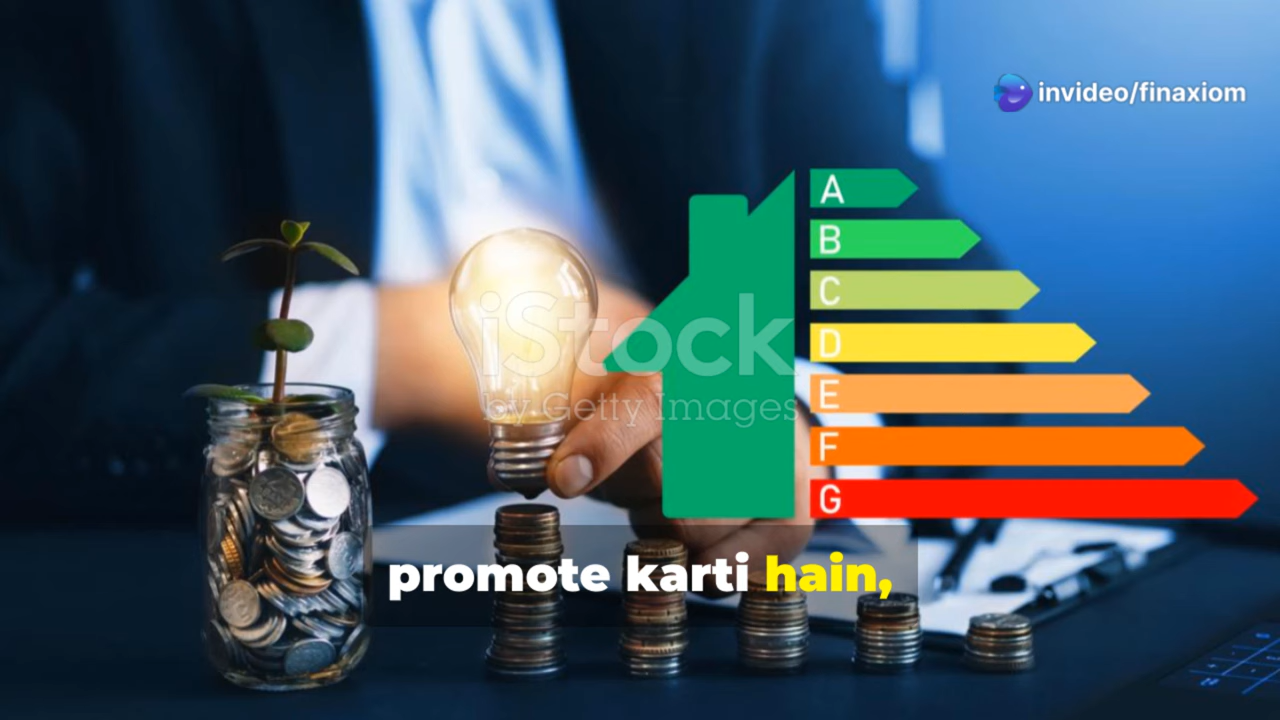 invideo/finaxiom
A
B
C
D
E
F
G
iStock
by Getty Images
promote karti hain,